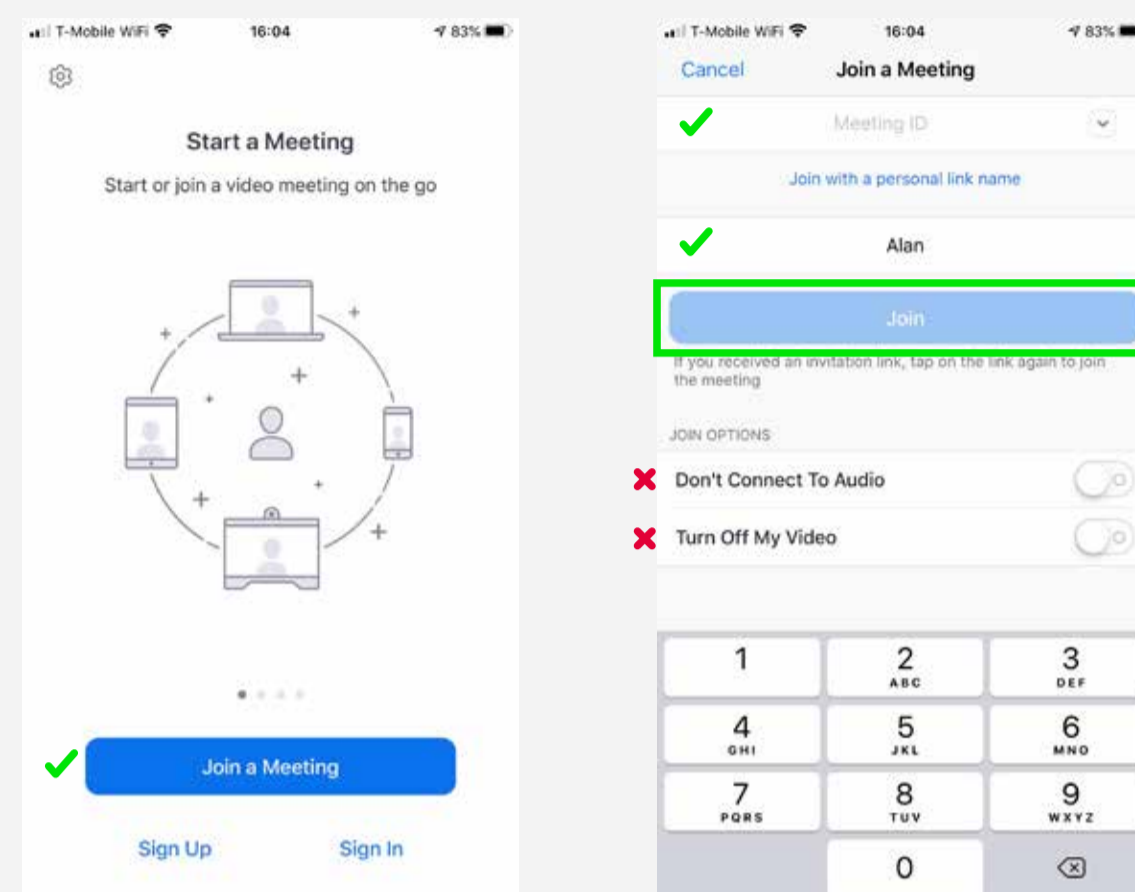 T-Mobile WiFi 16:04 83%
Start a Meeting
Start or join a video meeting on the go
Join a Meeting
Sign Up Sign In
T-Mobile WiFi 16:04 83%
Cancel Join a Meeting
Meeting ID
Join with a personal link name
Alan
Join
If you received an invitation link, tap on the link again to join
the meeting
JOIN OPTIONS
Don't Connect To Audio
Turn Off My Video
1 2 3
ABC DEF
4 5 6
GHI JKL MNO
7 8 9
PQRS TUV WXYZ
0